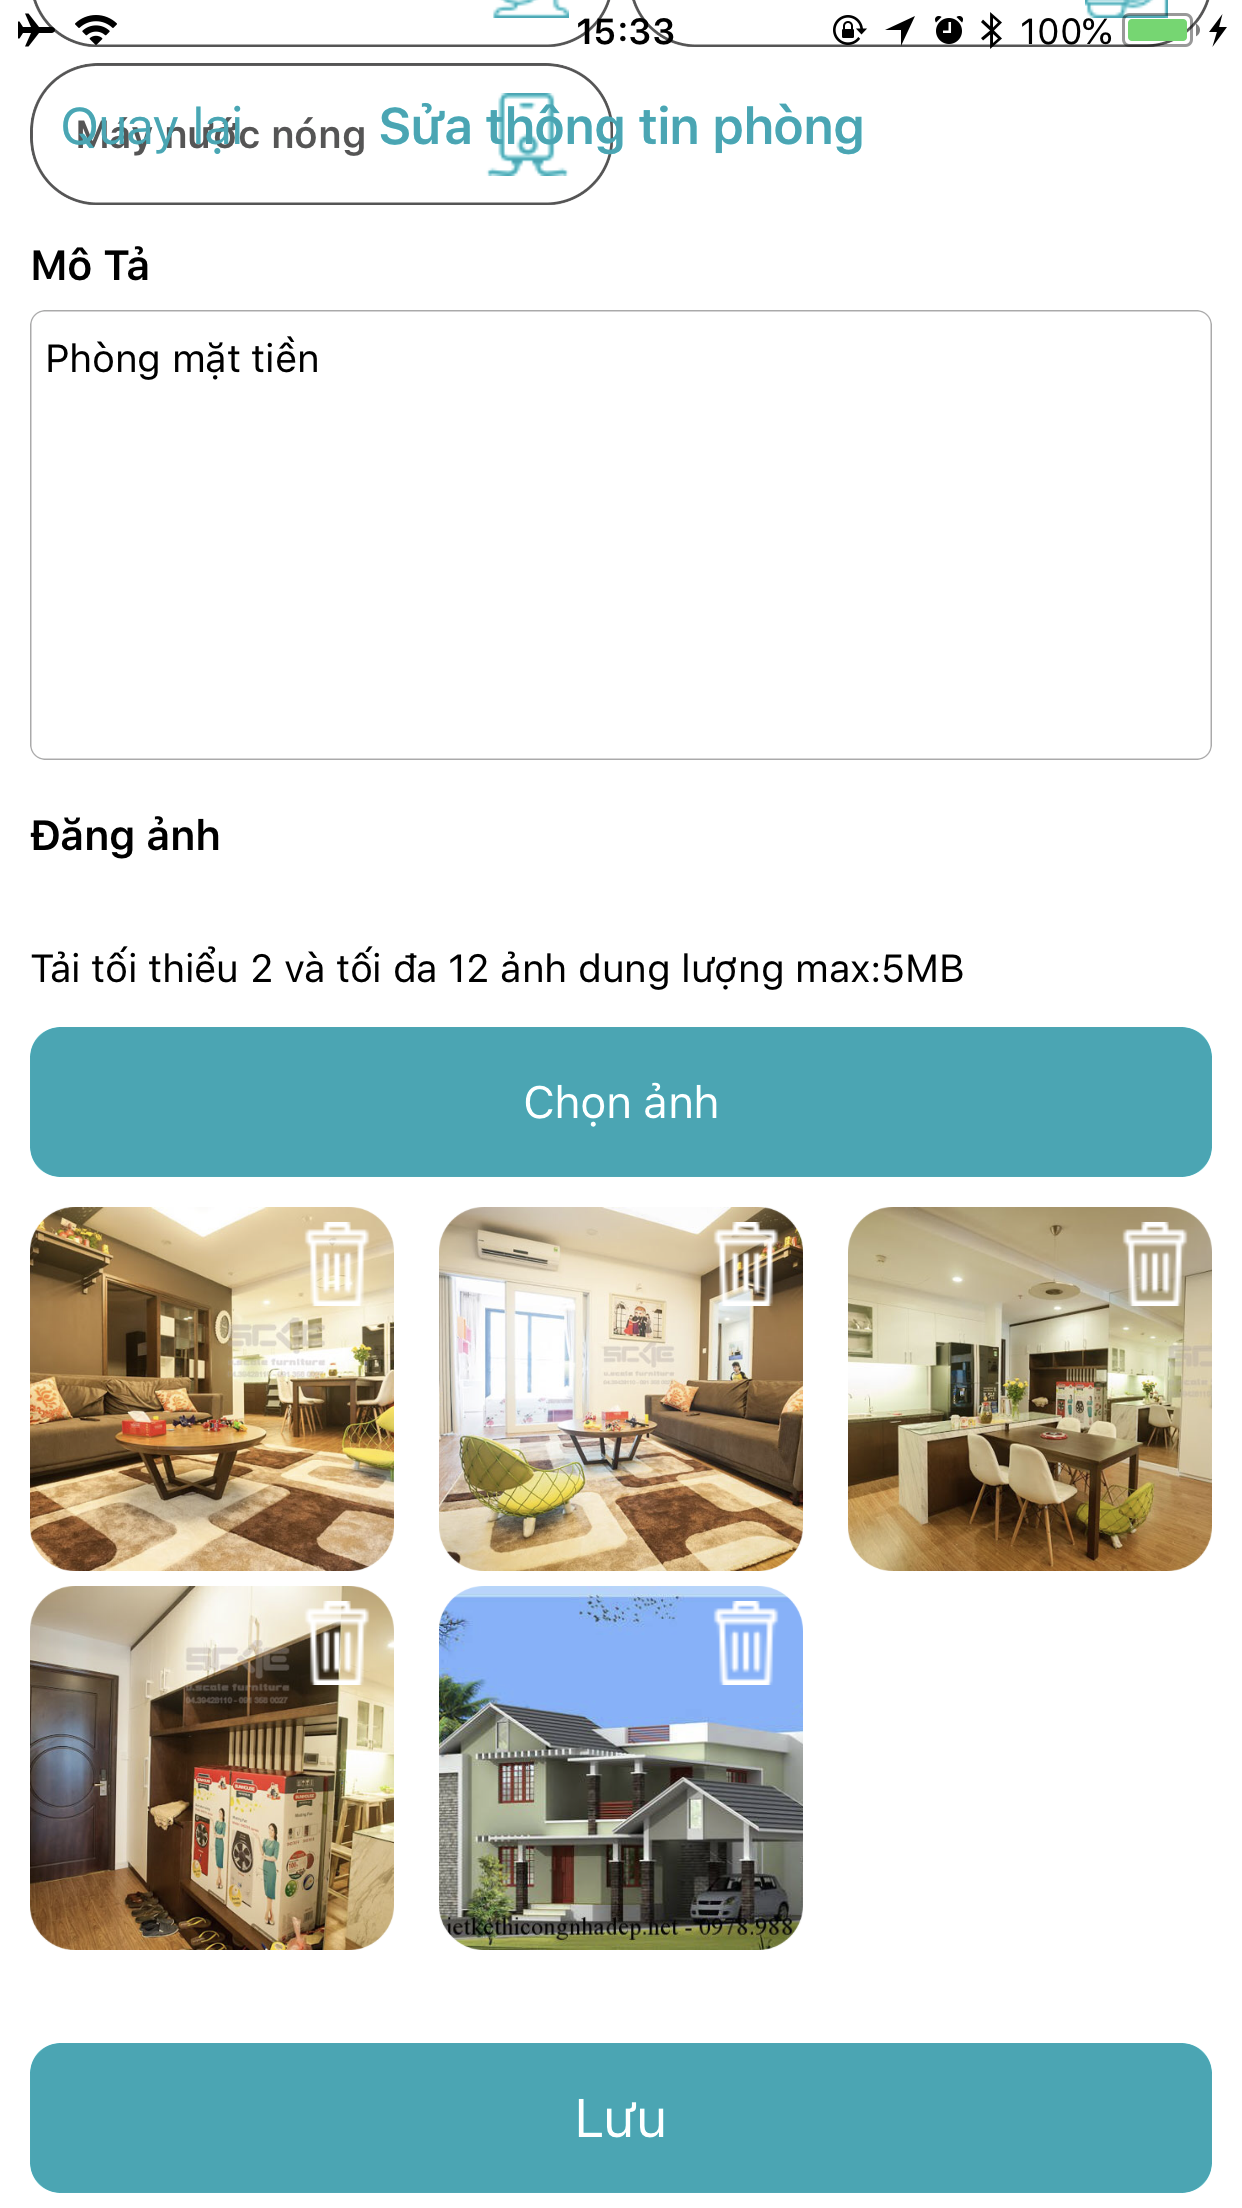 15:33
100%
Quay lại
Sửa thông tin phòng
Máy nước nóng
Mô Tả
Phòng mặt tiền
Đăng ảnh
Tải tối thiểu 2 và tối đa 12 ảnh dung lượng max:5MB
Chọn ảnh
ietkethicongnhadep.net - 0978.988
Lưu